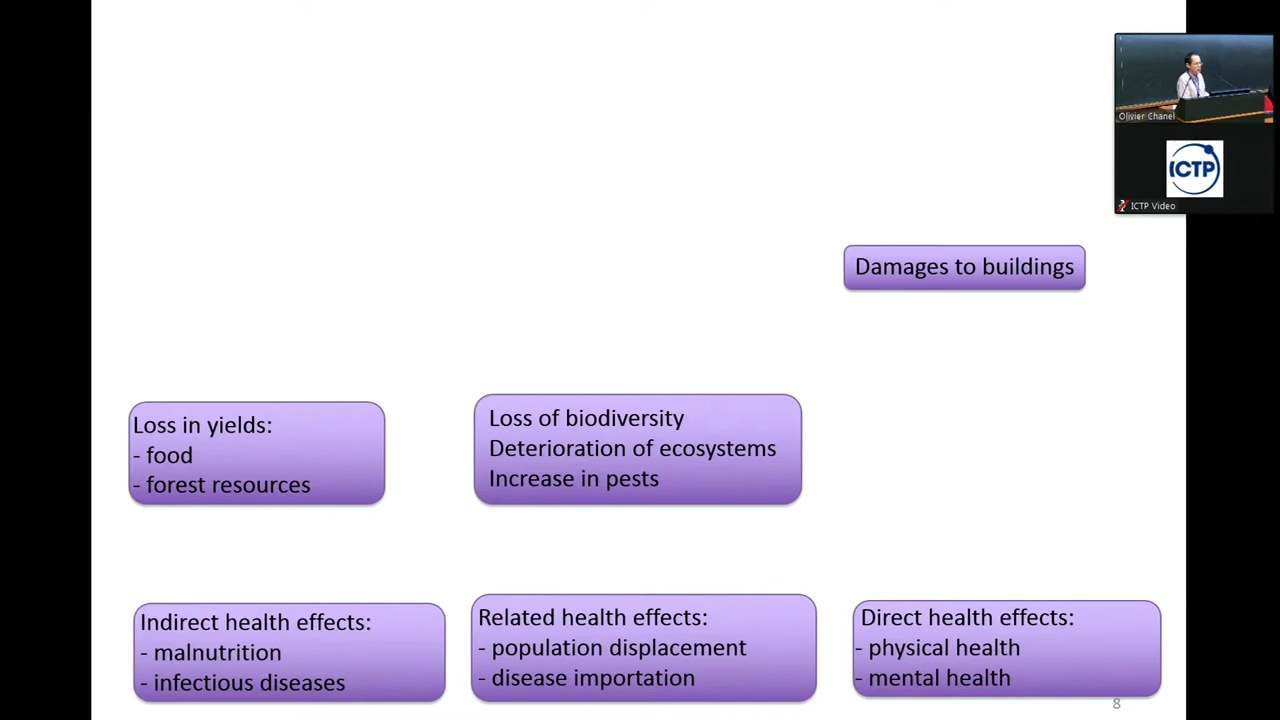 Olivier Chanel
ICTP
ICTP Video
Damages to buildings
Loss in yields:
- food
- forest resources
Loss of biodiversity
Deterioration of ecosystems
Increase in pests
Indirect health effects:
- malnutrition
- infectious diseases
Related health effects:
- population displacement
- disease importation
Direct health effects:
- physical health
- mental health
8